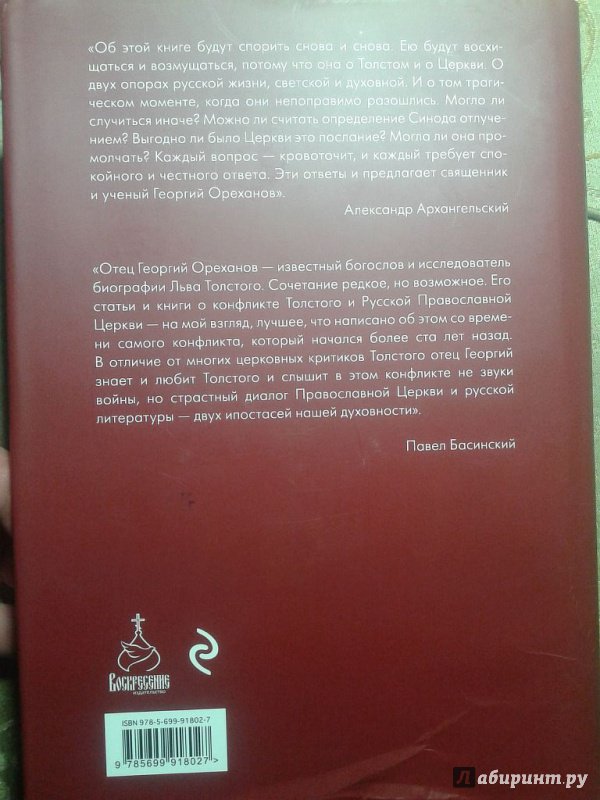 «Об этой книге будут спорить снова и снова. Ею будут восхи-
щаться и возмущаться, потому что она о Толстом и о Церкви. О
двух опорах русской жизни, светской и духовной. И о том траги-
ческом моменте, когда они непоправимо разошлись. Могло ли
случиться иначе? Можно ли считать определение Синода отлуче-
нием? Выгодно ли было Церкви это послание? Могла ли она про-
молчать? Каждый вопрос — кровоточит, и каждый требует спо-
койного и честного ответа. Эти ответы и предлагает священник
и ученый Георгий Ореханов».
Александр Архангельский
«Отец Георгий Ореханов — известный богослов и исследователь
биографии Льва Толстого. Сочетание редкое, но возможное. Его
статьи и книги о конфликте Толстого и Русской Православной
Церкви — на мой взгляд, лучшее, что написано об этом со време-
ни самого конфликта, который начался более ста лет назад.
В отличие от многих церковных критиков Толстого отец Георгий
знает и любит Толстого и слышит в этом конфликте не звуки
войны, но страстный диалог Православной Церкви и русской
литературы — двух ипостасей нашей духовности».
Павел Басинский
Воскресение
издательство
ISBN 978-5-699-91802-7
9 785699 918027 >
Лабиринт.ру